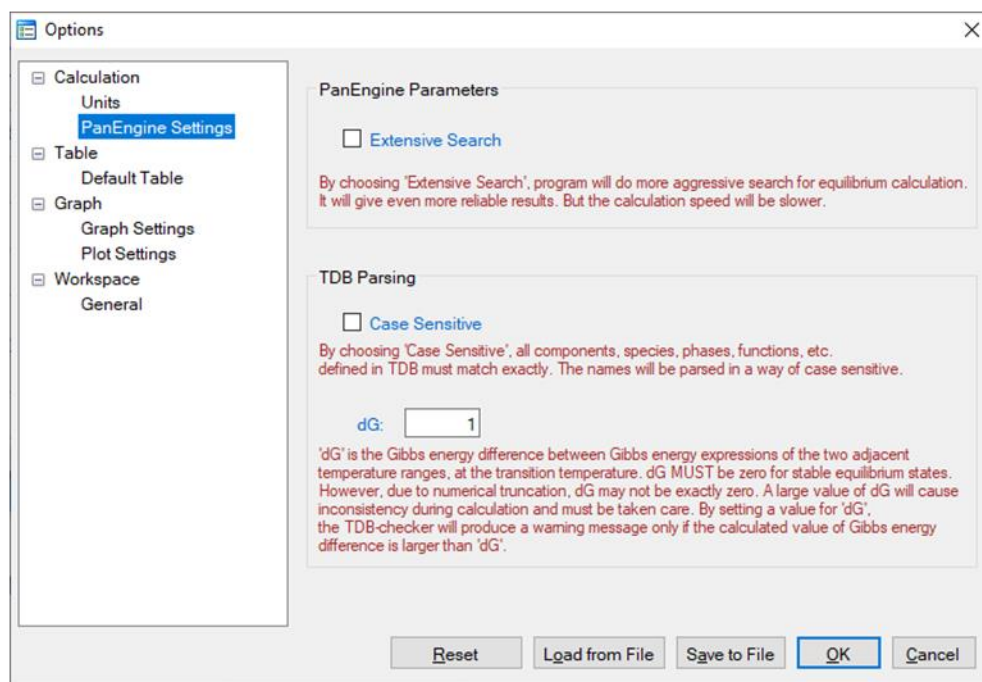 Options
Calculation
Units
PanEngine Settings
Table
Default Table
Graph
Graph Settings
Plot Settings
Workspace
General
PanEngine Parameters
Extensive Search
By choosing 'Extensive Search', program will do more aggressive search for equilibrium calculation.
It will give even more reliable results. But the calculation speed will be slower.
TDB Parsing
Case Sensitive
By choosing 'Case Sensitive', all components, species, phases, functions, etc.
defined in TDB must match exactly. The names will be parsed in a way of case sensitive.
dG: 1
'dG' is the Gibbs energy difference between Gibbs energy expressions of the two adjacent
temperature ranges, at the transition temperature. dG MUST be zero for stable equilibrium states.
However, due to numerical truncation, dG may not be exactly zero. A large value of dG will cause
inconsistency during calculation and must be taken care. By setting a value for 'dG',
the TDB-checker will produce a warning message only if the calculated value of Gibbs energy
difference is larger than 'dG'.
Reset Load from File Save to File OK Cancel